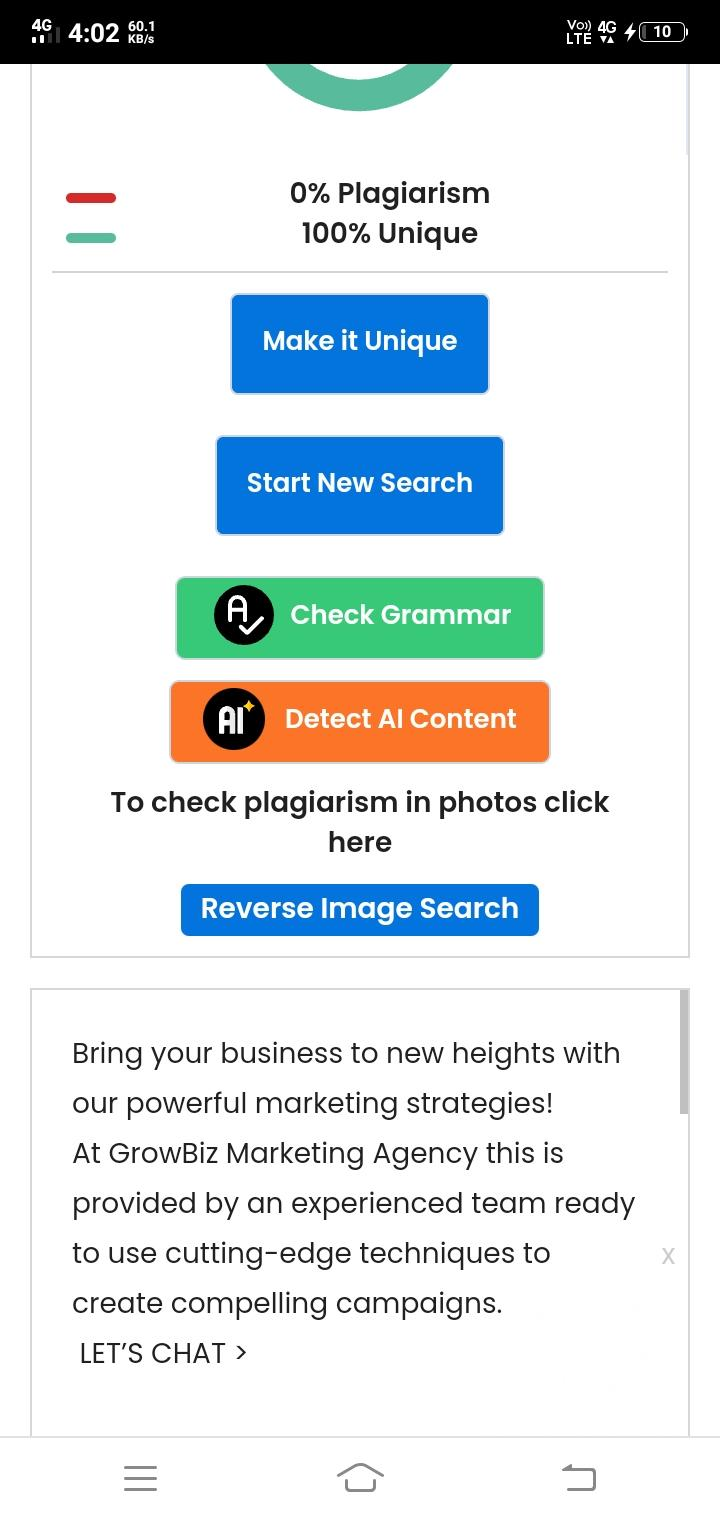 4G 4:02 60.1 KB/s Vo) LTE 4G 10
0% Plagiarism
100% Unique
Make it Unique
Start New Search
A Check Grammar
AI Detect AI Content
To check plagiarism in photos click
here
Reverse Image Search
Bring your business to new heights with
our powerful marketing strategies!
At GrowBiz Marketing Agency this is
provided by an experienced team ready
to use cutting-edge techniques to
x
create compelling campaigns.
LET’S CHAT >